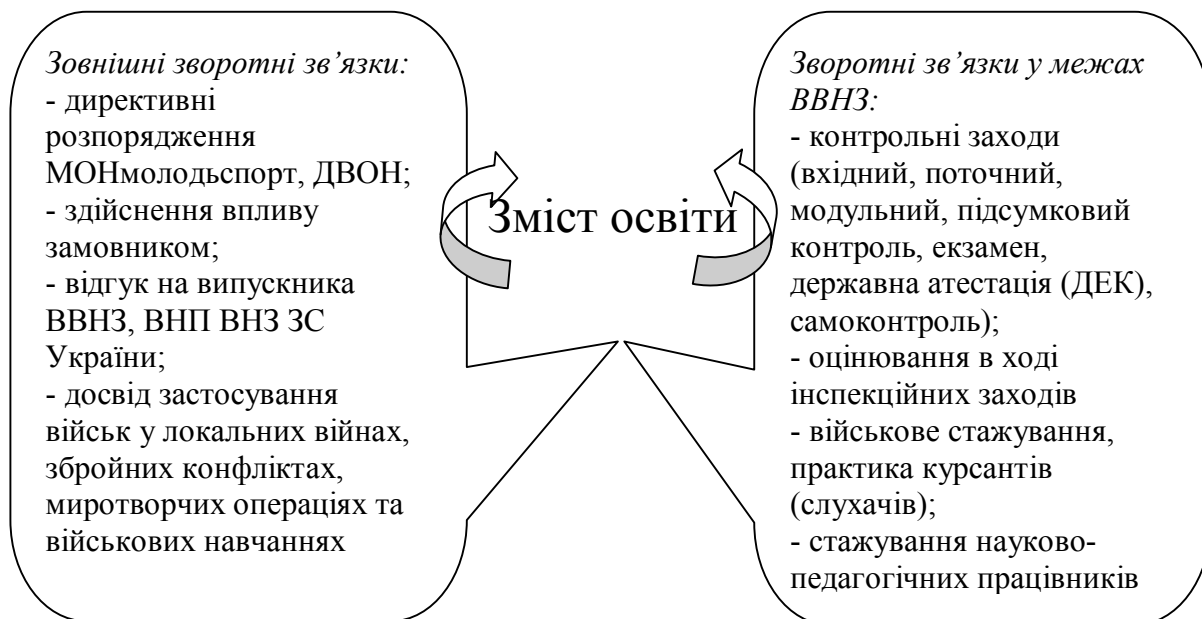 Зовнішні зворотні зв’язки:
- директивні
розпорядження
МОНмолодьспорт, ДВОН;
- здійснення впливу
замовником;
- відгук на випускника
ВВНЗ, ВНП ВНЗ ЗС
України;
- досвід застосування
військ у локальних війнах,
збройних конфліктах,
миротворчих операціях та
військових навчаннях
Зміст освіти
Зворотні зв’язки у межах
ВВНЗ:
- контрольні заходи
(вхідний, поточний,
модульний, підсумковий
контроль, екзамен,
державна атестація (ДЕК),
самоконтроль);
- оцінювання в ході
інспекційних заходів
- військове стажування,
практика курсантів
(слухачів);
- стажування науково-
педагогічних працівників